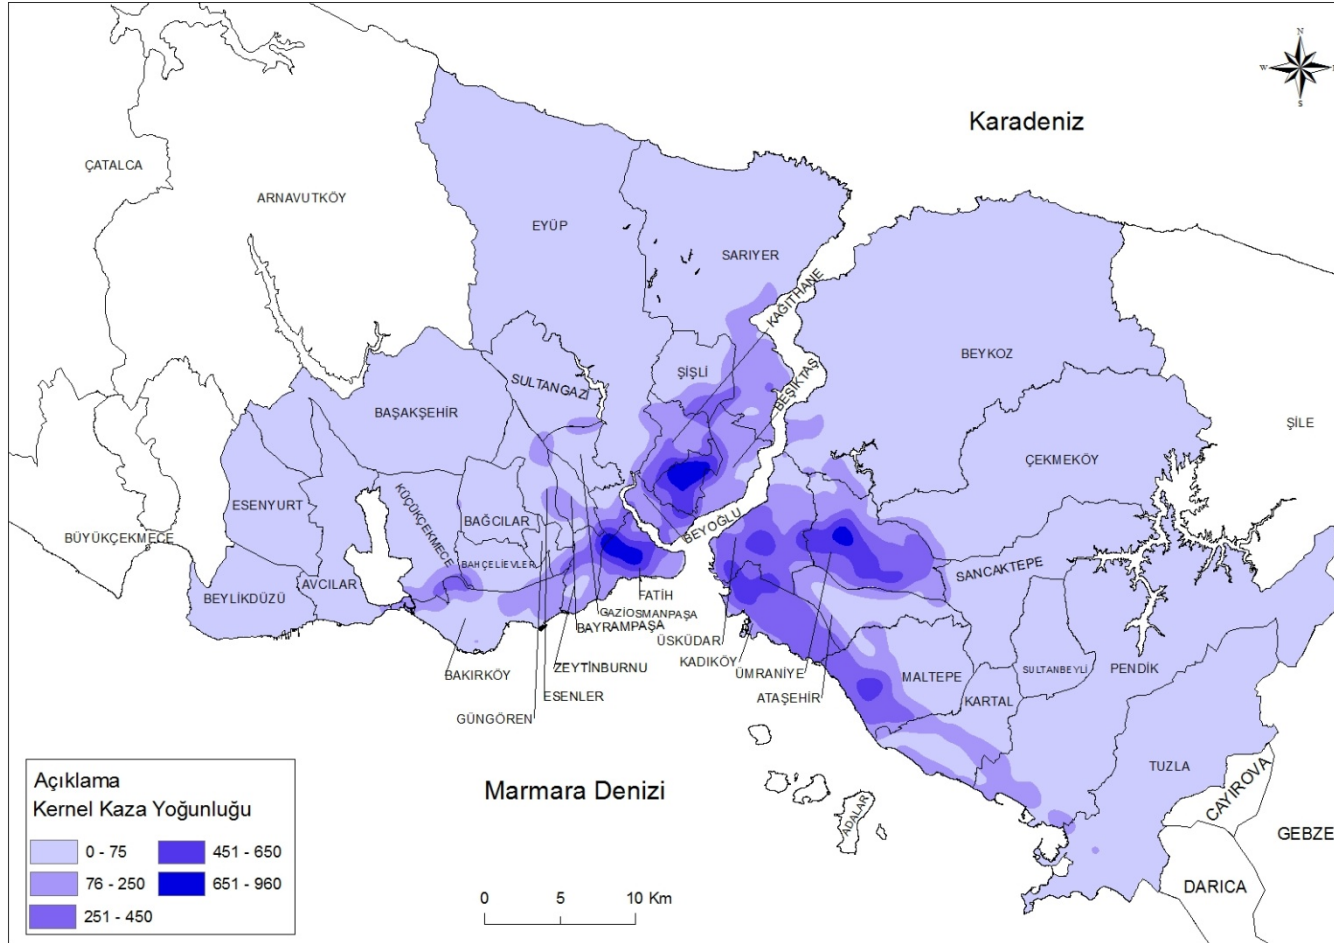 N
W
S
Karadeniz
ÇATALCA
ARNAVUTKÖY
EYÜP
SARIYER
KAĞITHANE
BEYKOZ
ŞİŞLİ
BEŞİKTAŞ
SULTANGAZİ
BAŞAKŞEHİR
ŞİLE
ÇEKMEKÖY
ESENYURT
KÜÇÜKÇEKMECE
BAĞCILAR
BÜYÜKÇEKMECE
BEYOĞLU
BAHÇELİEVLER
SANCAKTEPE
AVCILAR
BEYLİKDÜZÜ
FATİH
GAZİOSMANPAŞA
BAYRAMPAŞA
ÜSKÜDAR
KADIKÖY
ZEYTİNBURNU
BAKIRKÖY
ÜMRANİYE
MALTEPE
SULTANBEYLİ
PENDİK
ESENLER
ATAŞEHİR
KARTAL
GÜNGÖREN
TUZLA
CAYIROVA
Marmara Denizi
ADALAR
GEBZE
DARICA
Açıklama
Kernel Kaza Yoğunluğu
0 - 75
451 - 650
76 - 250
651 - 960
251 - 450
0 5 10 Km